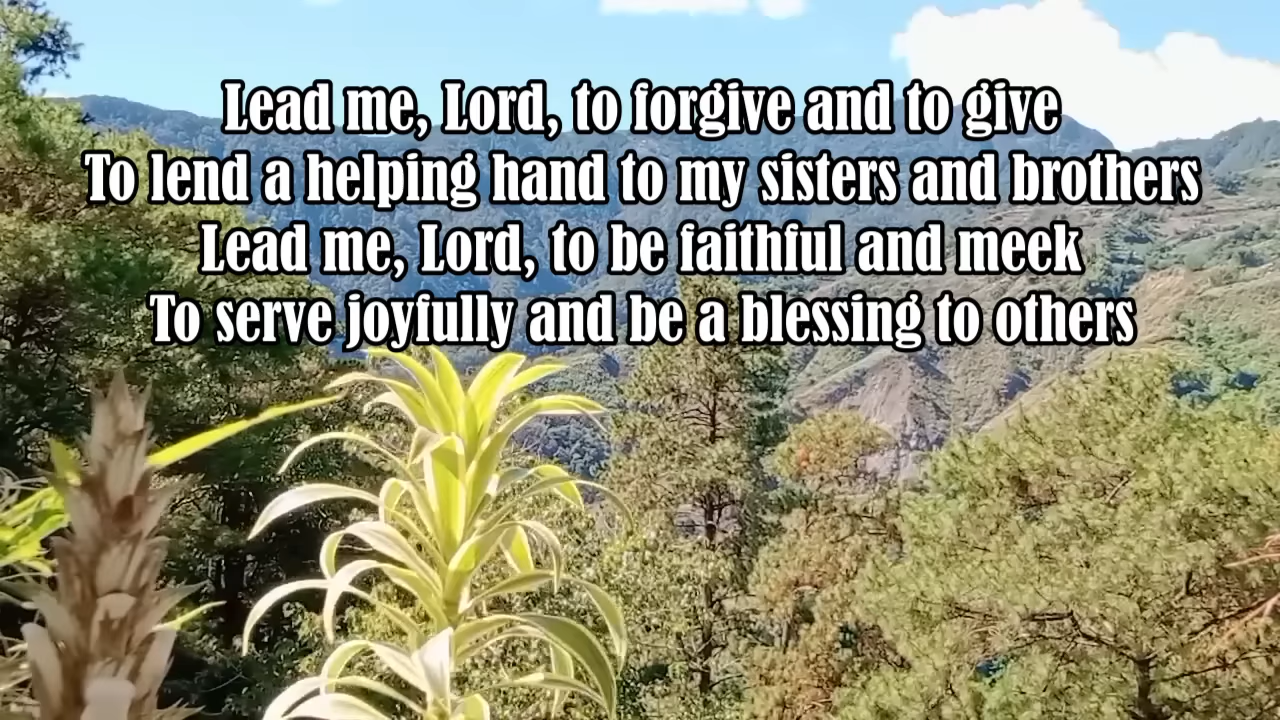 Lead me, Lord, to forgive and to give
To lend a helping hand to my sisters and brothers
Lead me, Lord, to be faithful and meek
To serve joyfully and be a blessing to others